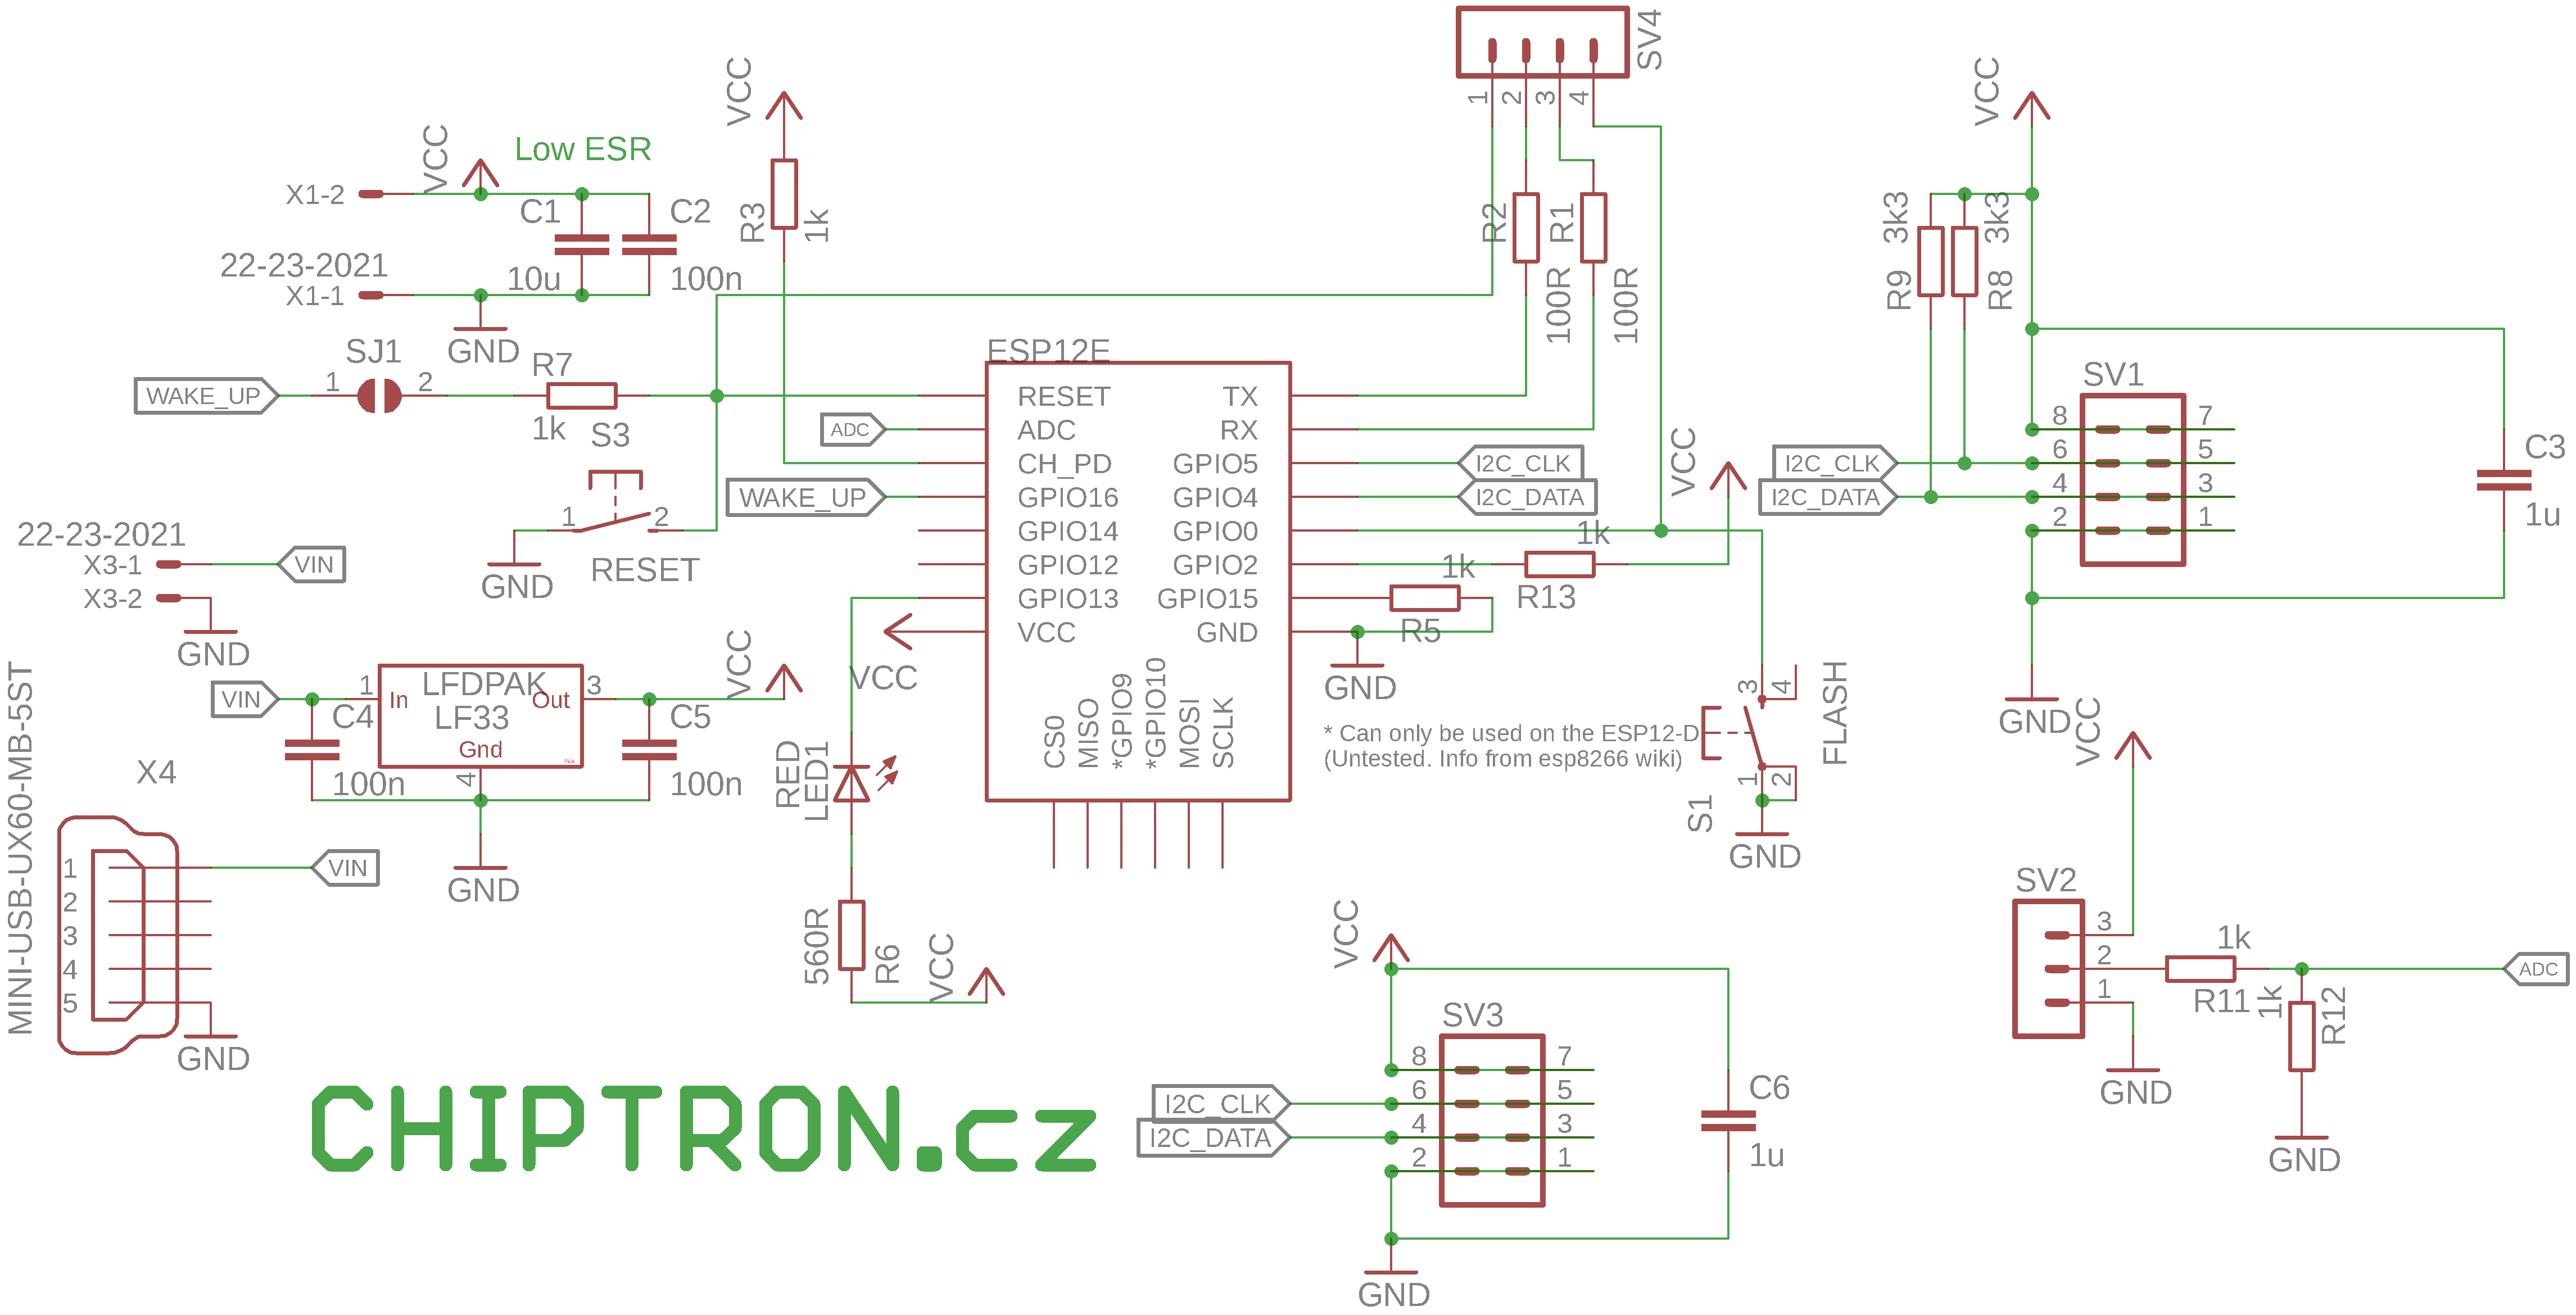 SV4
1
2
3
4
VCC
VCC
VCC
Low ESR
X1-2
C1
C2
R3
1k
R2
R1
3k3
3k3
22-23-2021
X1-1
10u
100n
100R
100R
R9
R8
GND
SJ1
R7
ESP12E
SV1
WAKE_UP
1
2
1k
S3
RESET
TX
ADC
ADC
RX
CH_PD
GPIO5
I2C_CLK
VCC
I2C_CLK
WAKE_UP
GPIO16
GPIO4
I2C_DATA
I2C_DATA
8
7
6
5
4
3
2
1
C3
1u
1
2
GPIO14
GPIO0
1k
22-23-2021
X3-1
VIN
GND
RESET
GPIO12
GPIO2
1k
R13
X3-2
GPIO13
GPIO15
R5
GND
VCC
VCC
GND
GND
GND
MINI-USB-UX60-MB-5ST
VIN
1
In
LFDPAK
LF33
Out
3
Gnd
4
C4
100n
C5
100n
VCC
GND
CS0
MISO
*GPIO9
*GPIO10
MOSI
SCLK
* Can only be used on the ESP12-D
(Untested. Info from esp8266 wiki)
3
4
1
2
FLASH
S1
GND
VCC
X4
RED
LED1
1
VIN
2
3
4
5
GND
560R
R6
VCC
VCC
SV2
3
2
1
1k
R11
1k
R12
ADC
GND
GND
SV3
8
7
6
5
4
3
2
1
I2C_CLK
I2C_DATA
C6
1u
GND
CHIPTRON.cz